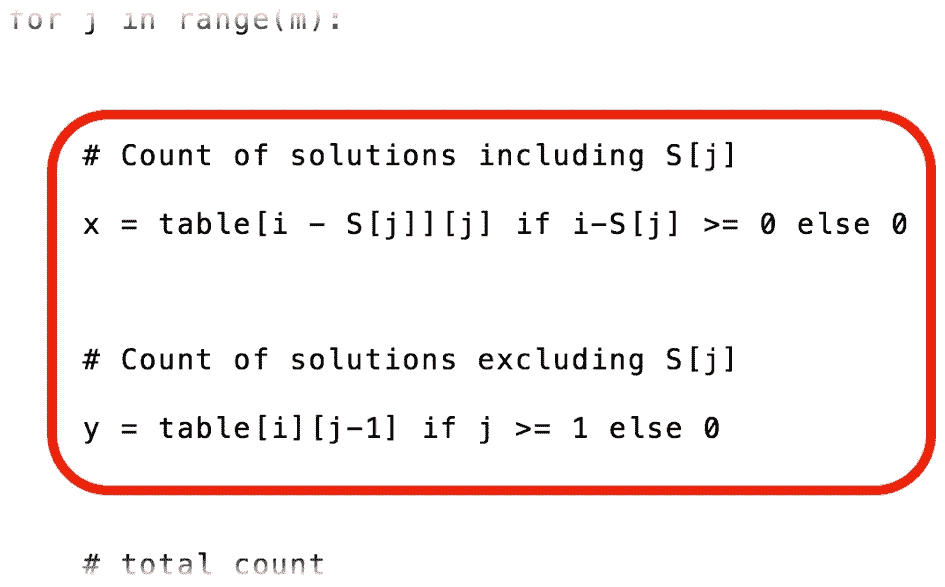 for j in range(m):
# Count of solutions including S[j]
x = table[i - S[j]][j] if i-S[j] >= 0 else 0
# Count of solutions excluding S[j]
y = table[i][j-1] if j >= 1 else 0
# total count